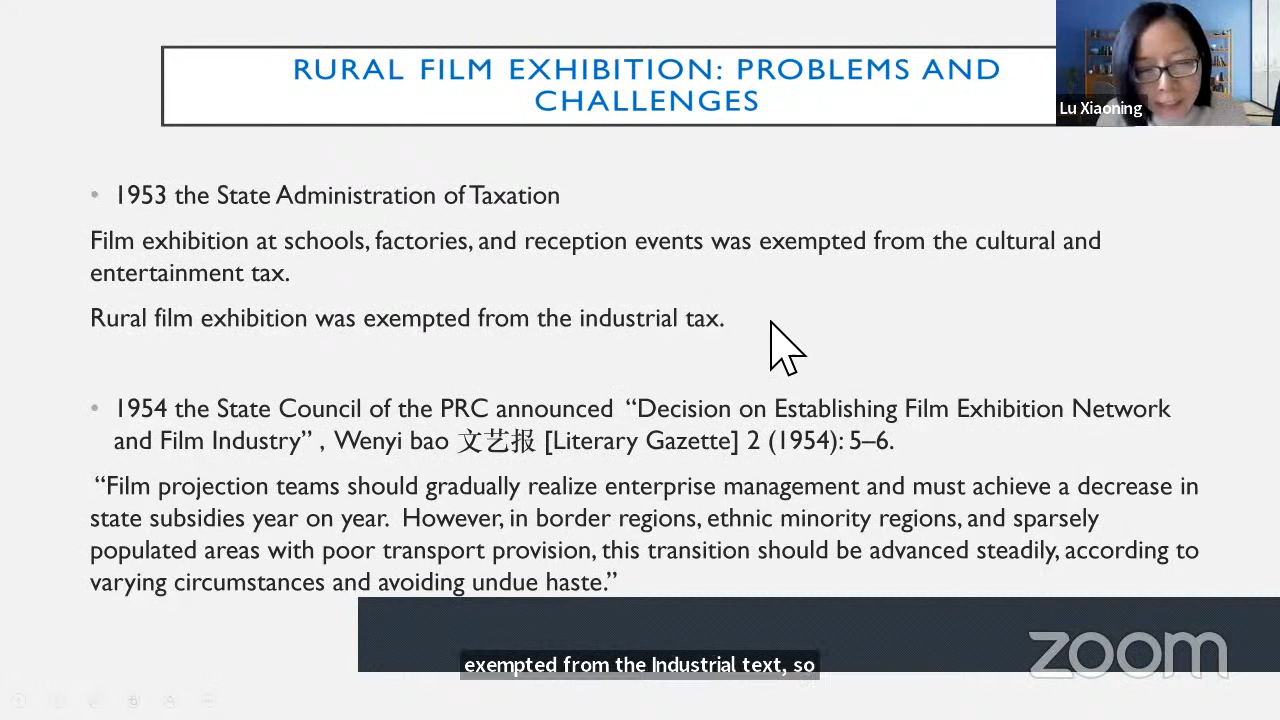 RURAL FILM EXHIBITION: PROBLEMS AND
CHALLENGES
Lu Xiaoning
• 1953 the State Administration of Taxation
Film exhibition at schools, factories, and reception events was exempted from the cultural and
entertainment tax.
Rural film exhibition was exempted from the industrial tax.
• 1954 the State Council of the PRC announced “Decision on Establishing Film Exhibition Network
and Film Industry” , Wenyi bao 文艺报 [Literary Gazette] 2 (1954): 5–6.
“Film projection teams should gradually realize enterprise management and must achieve a decrease in
state subsidies year on year. However, in border regions, ethnic minority regions, and sparsely
populated areas with poor transport provision, this transition should be advanced steadily, according to
varying circumstances and avoiding undue haste.”
exempted from the Industrial text, so
zoom